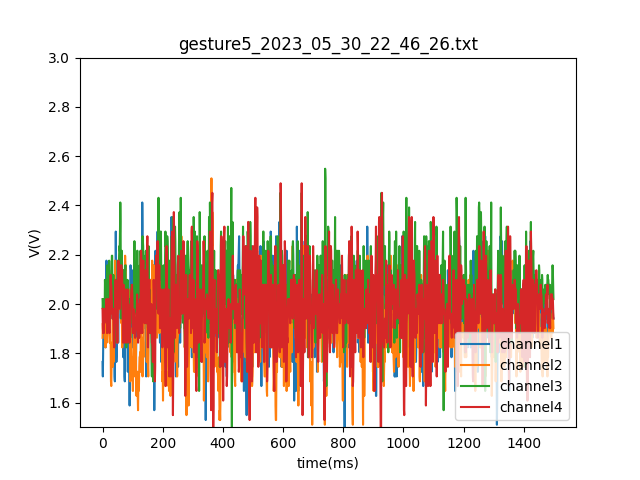 gesture5_2023_05_30_22_46_26.txt
V(V)
3.0
2.8
2.6
2.4
2.2
2.0
1.8
1.6
channel1
channel2
channel3
channel4
0 200 400 600 800 1000 1200 1400
time(ms)